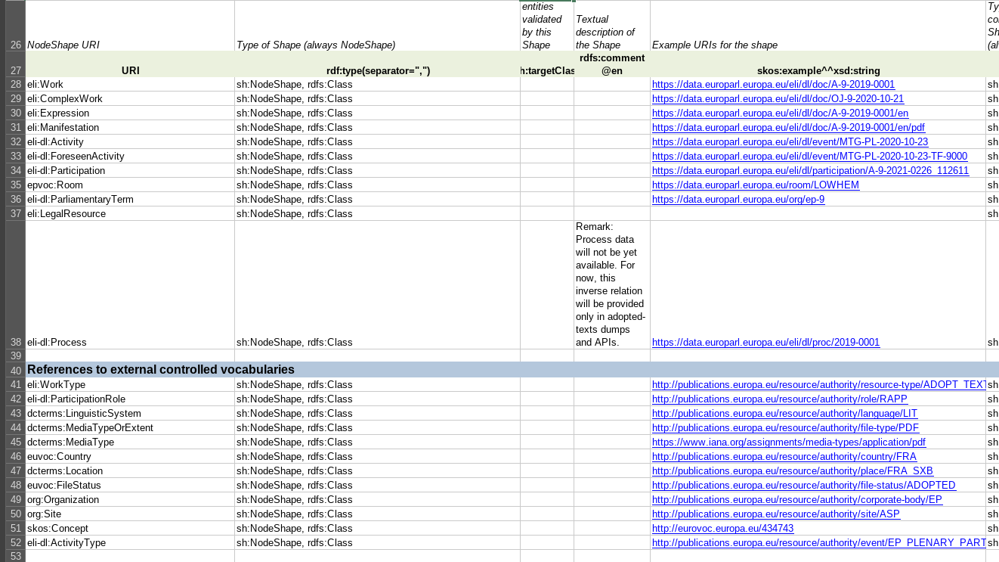 entities
validated
by this
Shape
Textual
description of
the Shape
26 NodeShape URI Type of Shape (always NodeShape) Example URIs for the shape
27 URI rdf:type(separator=",") h:targetClas rdfs:comment @en skos:example^^xsd:string
28 eli:Work sh:NodeShape, rdfs:Class https://data.europarl.europa.eu/eli/dl/doc/A-9-2019-0001 sh
29 eli:ComplexWork sh:NodeShape, rdfs:Class https://data.europarl.europa.eu/eli/dl/doc/OJ-9-2020-10-21 sh
30 eli:Expression sh:NodeShape, rdfs:Class https://data.europarl.europa.eu/eli/dl/doc/A-9-2019-0001/en sh
31 eli:Manifestation sh:NodeShape, rdfs:Class https://data.europarl.europa.eu/eli/dl/doc/A-9-2019-0001/en/pdf sh
32 eli-dl:Activity sh:NodeShape, rdfs:Class https://data.europarl.europa.eu/eli/dl/event/MTG-PL-2020-10-23 sh
33 eli-dl:ForeseenActivity sh:NodeShape, rdfs:Class https://data.europarl.europa.eu/eli/dl/event/MTG-PL-2020-10-23-TF-9000 sh
34 eli-dl:Participation sh:NodeShape, rdfs:Class https://data.europarl.europa.eu/eli/dl/participation/A-9-2021-0226_112611 sh
35 epvoc:Room sh:NodeShape, rdfs:Class https://data.europarl.europa.eu/room/LOWHEM sh
36 eli-dl:ParliamentaryTerm sh:NodeShape, rdfs:Class https://data.europarl.europa.eu/org/ep-9 sh
37 eli:LegalResource sh:NodeShape, rdfs:Class sh
Remark:
Process data
will not be yet
available. For
now, this
inverse relation
will be provided
only in adopted-
texts dumps
and APIs.
38 eli-dl:Process sh:NodeShape, rdfs:Class https://data.europarl.europa.eu/eli/dl/proc/2019-0001 sh
39
40 References to external controlled vocabularies
41 eli:WorkType sh:NodeShape, rdfs:Class http://publications.europa.eu/resource/authority/resource-type/ADOPT_TEXT sh
42 eli-dl:ParticipationRole sh:NodeShape, rdfs:Class http://publications.europa.eu/resource/authority/role/RAPP sh
43 dcterms:LinguisticSystem sh:NodeShape, rdfs:Class http://publications.europa.eu/resource/authority/language/LIT sh
44 dcterms:MediaTypeOrExtent sh:NodeShape, rdfs:Class http://publications.europa.eu/resource/authority/file-type/PDF sh
45 dcterms:MediaType sh:NodeShape, rdfs:Class https://www.iana.org/assignments/media-types/application/pdf sh
46 euvoc:Country sh:NodeShape, rdfs:Class http://publications.europa.eu/resource/authority/country/FRA sh
47 dcterms:Location sh:NodeShape, rdfs:Class http://publications.europa.eu/resource/authority/place/FRA_SXB sh
48 euvoc:FileStatus sh:NodeShape, rdfs:Class http://publications.europa.eu/resource/authority/file-status/ADOPTED sh
49 org:Organization sh:NodeShape, rdfs:Class http://publications.europa.eu/resource/authority/corporate-body/EP sh
50 org:Site sh:NodeShape, rdfs:Class http://publications.europa.eu/resource/authority/site/ASP sh
51 skos:Concept sh:NodeShape, rdfs:Class http://eurovoc.europa.eu/434743 sh
52 eli-dl:ActivityType sh:NodeShape, rdfs:Class http://publications.europa.eu/resource/authority/event/EP_PLENARY_PART sh
53